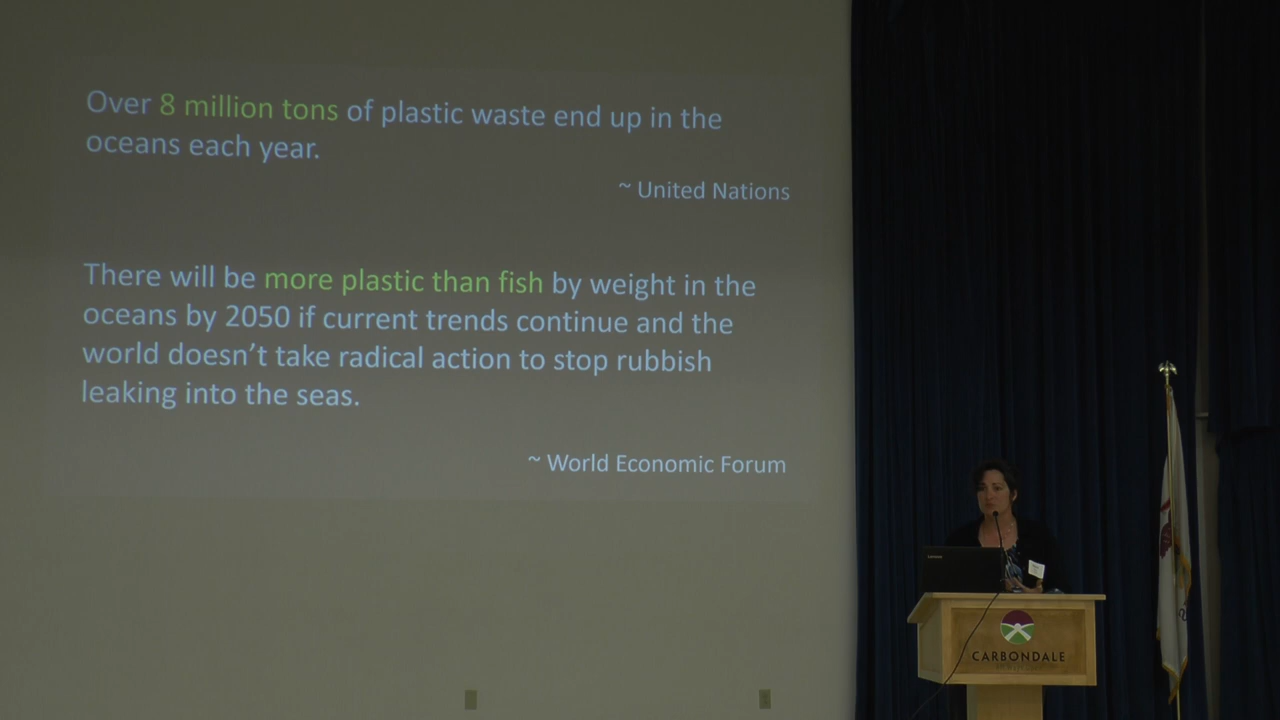 Over 8 million tons of plastic waste end up in the
oceans each year.
~ United Nations
There will be more plastic than fish by weight in the
oceans by 2050 if current trends continue and the
world doesn’t take radical action to stop rubbish
leaking into the seas.
~ World Economic Forum
CARBONDALE